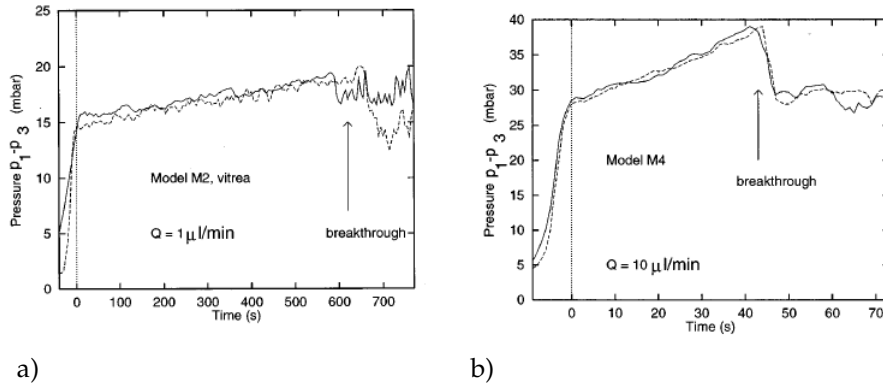 25
20
15
10
5
0
Pressure p1-p3 (mbar)
Model M2, vitrea
Q = 1 μl/min
breakthrough
0 100 200 300 400 500 600 700
Time (s)
a)
40
35
30
25
20
15
10
5
0
Pressure p1-p3 (mbar)
Model M4
breakthrough
Q = 10 μl/min
0 10 20 30 40 50 60 70
Time (s)
b)